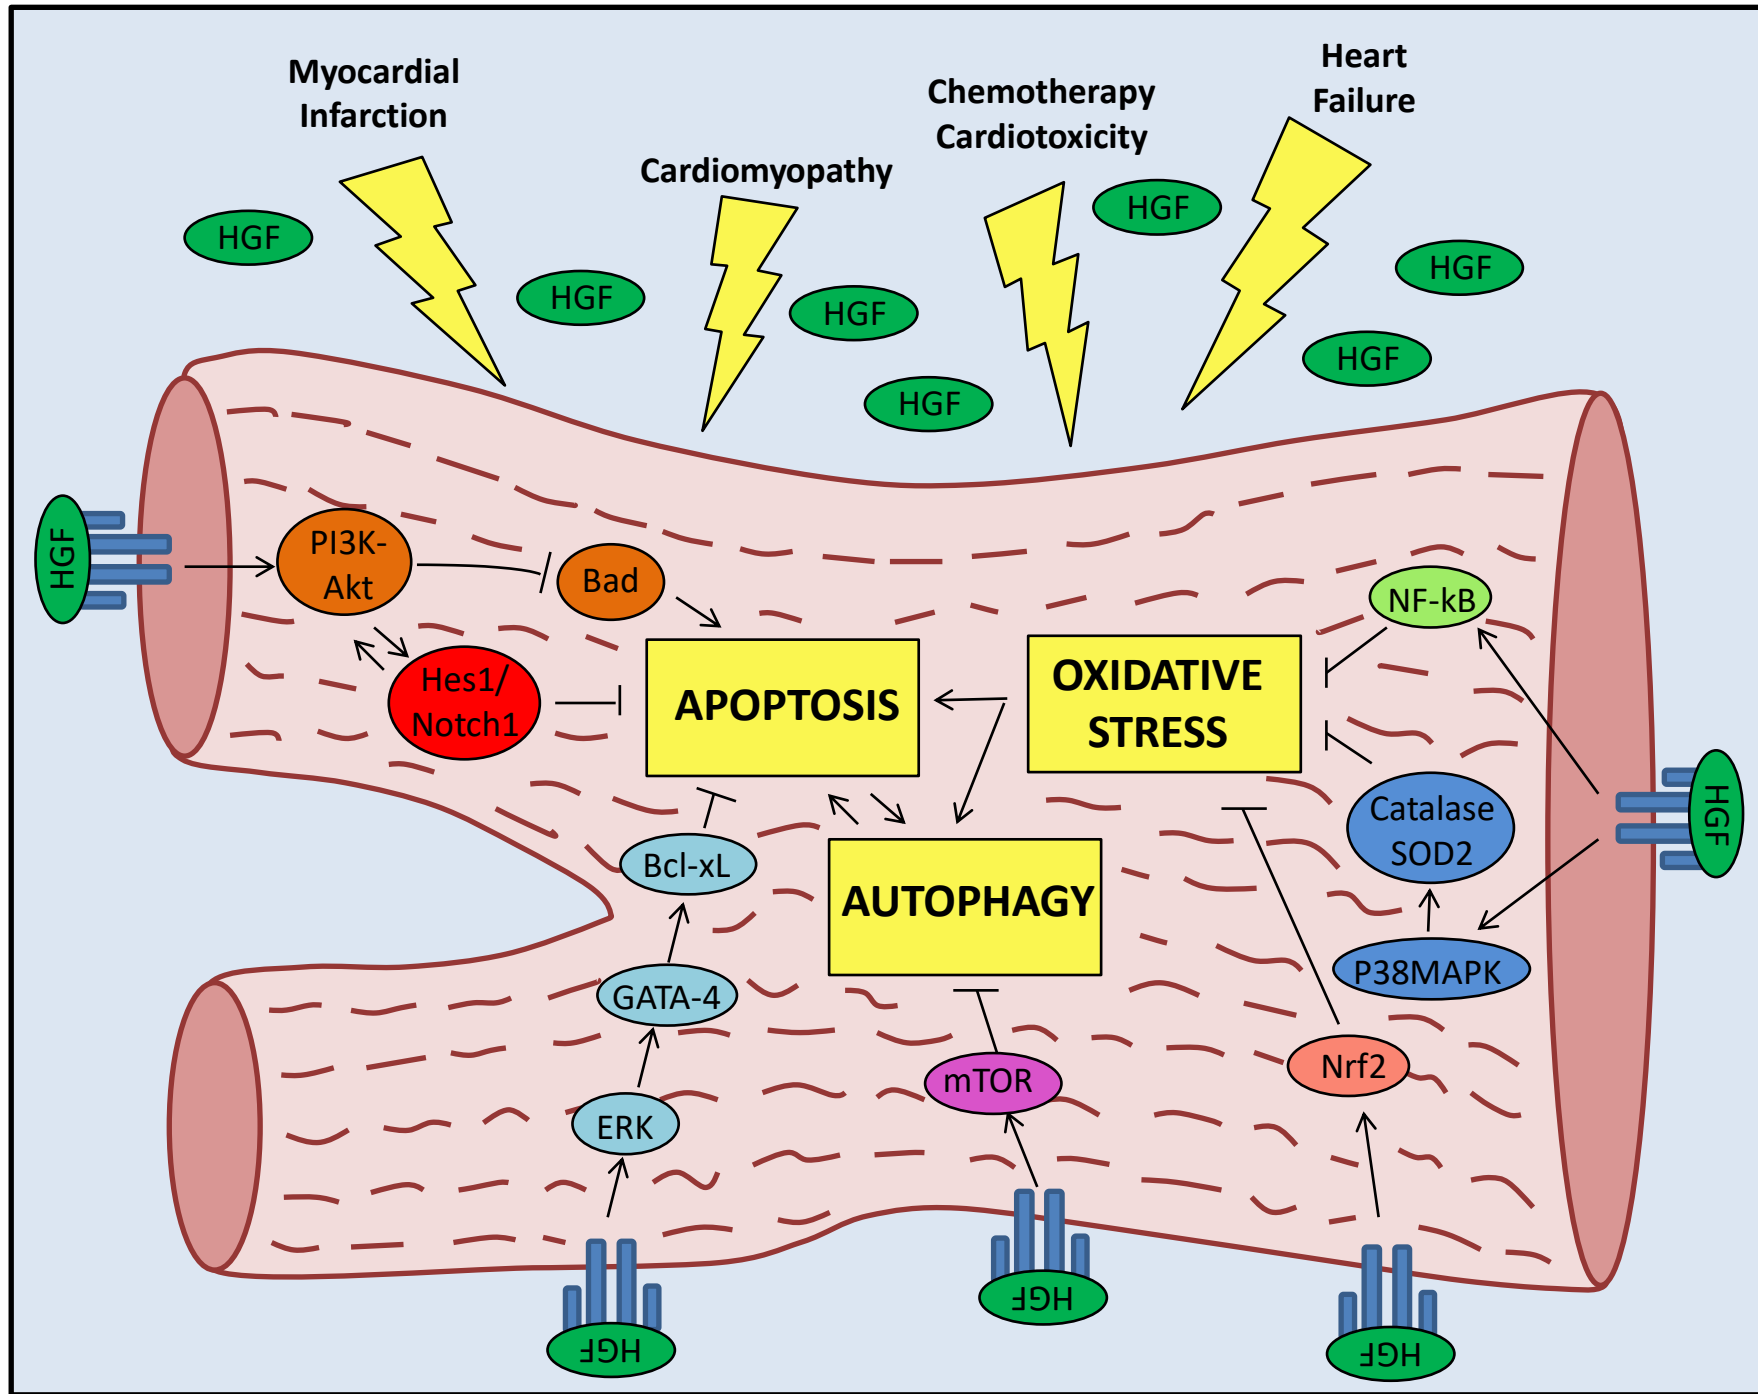 Myocardial
Infarction
Cardiomyopathy
Chemotherapy
Cardiotoxicity
Heart
Failure
HGF
HGF
HGF
HGF
HGF
HGF
HGF
HGF
PI3K-
Akt
Bad
Hes1/
Notch1
APOPTOSIS
OXIDATIVE
STRESS
NF-kB
Catalase
SOD2
HGF
Bcl-xL
AUTOPHAGY
P38MAPK
GATA-4
mTOR
Nrf2
ERK
HGF
HGF
HGF